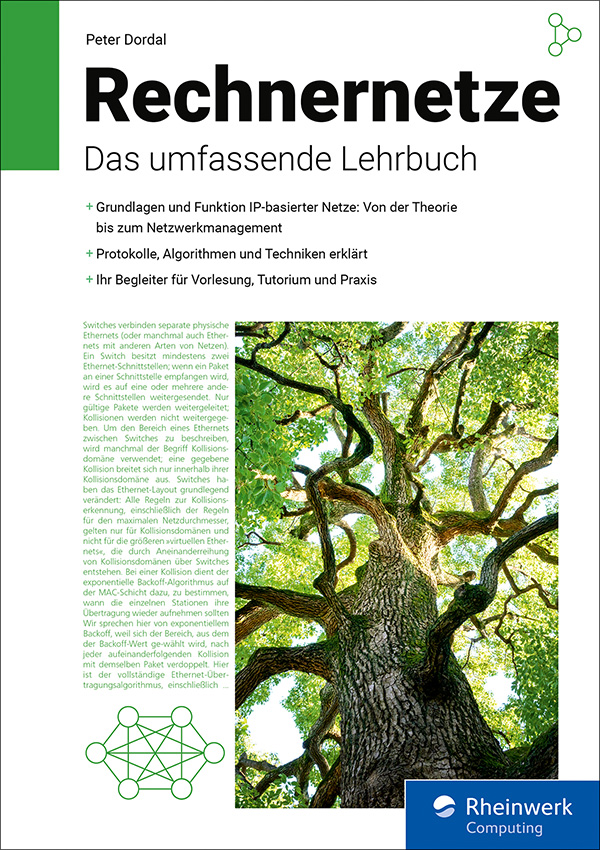 Peter Dordal
Rechnernetze
Das umfassende Lehrbuch
+ Grundlagen und Funktion IP-basierter Netze: Von der Theorie
bis zum Netzwerkmanagement
+ Protokolle, Algorithmen und Techniken erklärt
+ Ihr Begleiter für Vorlesung, Tutorium und Praxis
Switches verbinden separate physische
Ethernets (oder manchmal auch Ether-
nets mit anderen Arten von Netzen).
Ein Switch besitzt mindestens zwei
Ethernet-Schnittstellen; wenn ein Paket
an einer Schnittstelle empfangen wird,
wird es auf eine oder mehrere ande-
re Schnittstellen weitergesendet. Nur
gültige Pakete werden weitergeleitet;
Kollisionen werden nicht weitergege-
ben. Um den Bereich eines Ethernets
zwischen Switches zu beschreiben,
wird manchmal der Begriff Kollisions-
domäne verwendet; eine gegebene
Kollision breitet sich nur innerhalb ihrer
Kollisionsdomäne aus. Switches ha-
ben das Ethernet-Layout grundlegend
verändert: Alle Regeln zur Kollisions-
erkennung, einschließlich der Regeln
für den maximalen Netzdurchmesser,
gelten nur für Kollisionsdomänen und
nicht für die größeren »virtuellen Ether-
nets«, die durch Aneinanderreihung
von Kollisionsdomänen über Switches
entstehen. Bei einer Kollision dient der
exponentielle Backoff-Algorithmus auf
der MAC-Schicht dazu, zu bestimmen,
wann die einzelnen Stationen ihre
Übertragung wieder aufnehmen sollten
Wir sprechen hier von exponentiellem
Backoff, weil sich der Bereich, aus dem
der Backoff-Wert ge-wählt wird, nach
jeder aufeinanderfolgenden Kollision
mit demselben Paket verdoppelt. Hier
ist der vollständige Ethernet-Über-
tragungsalgorithmus, einschließlich ...
Rheinwerk
Computing